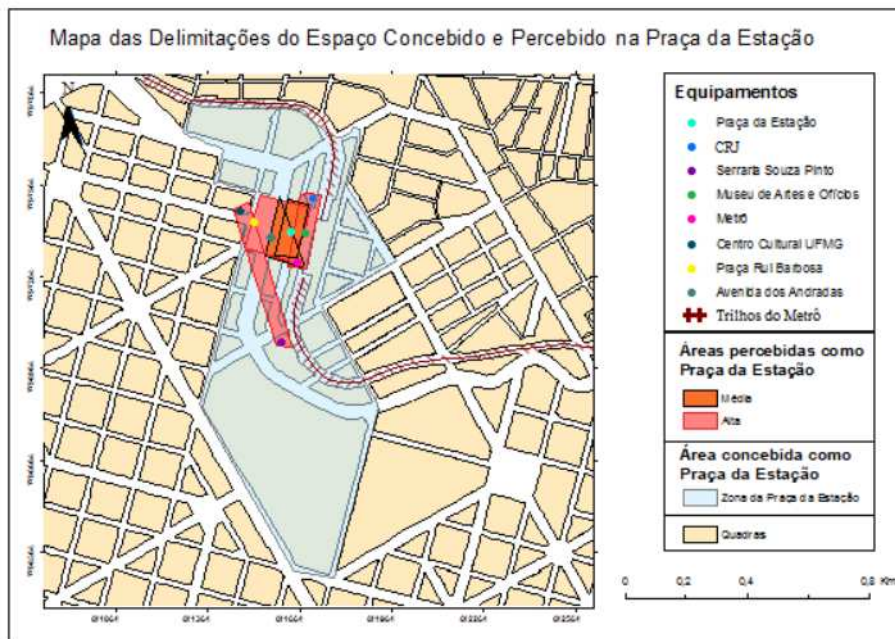 Mapa das Delimitações do Espaço Concebido e Percebido na Praça da Estação
N
Equipamentos
Praça da Estação
CRJ
Serraria Souza Pinto
Museu de Artes e Ofícios
Metrô
Centro Cultural UFMG
Praça Rui Barbosa
Avenida dos Andradas
Trilhos do Metrô
Áreas percebidas como
Praça da Estação
Média
Alta
Área concebida como
Praça da Estação
Zona da Praça da Estação
Quadras
0 0,2 0,4 0,8 Km